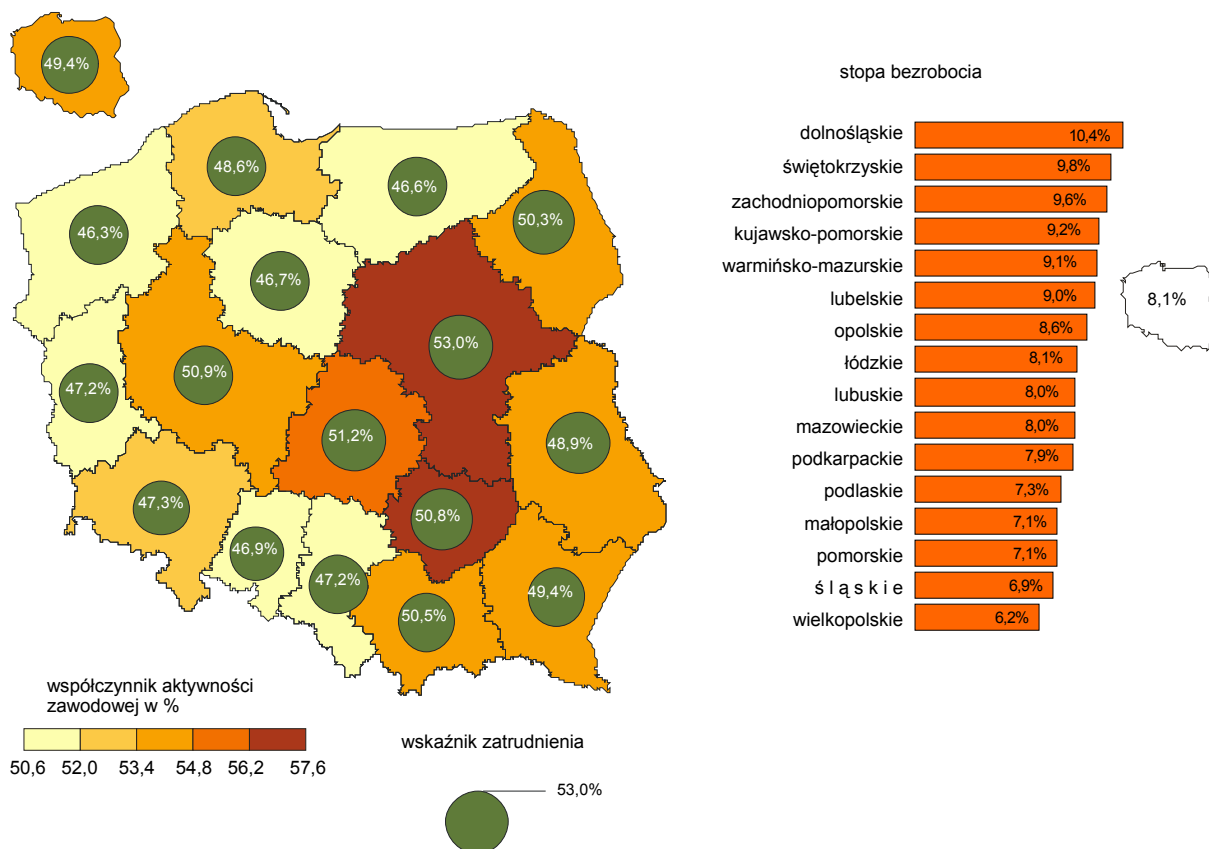 49,4%
48,6%
46,6%
50,3%
46,3%
46,7%
53,0%
50,9%
47,2%
51,2%
48,9%
47,3%
50,8%
46,9%
47,2%
49,4%
50,5%
współczynnik aktywności
zawodowej w %
50,6 52,0 53,4 54,8 56,2 57,6
wskaźnik zatrudnienia
53,0%
stopa bezrobocia
dolnośląskie 10,4%
świętokrzyskie 9,8%
zachodniopomorskie 9,6%
kujawsko-pomorskie 9,2%
warmińsko-mazurskie 9,1%
lubelskie 9,0%
opolskie 8,6%
łódzkie 8,1%
lubuskie 8,0%
mazowieckie 8,0%
podkarpackie 7,9%
podlaskie 7,3%
małopolskie 7,1%
pomorskie 7,1%
ś l ą s k i e 6,9%
wielkopolskie 6,2%
8,1%